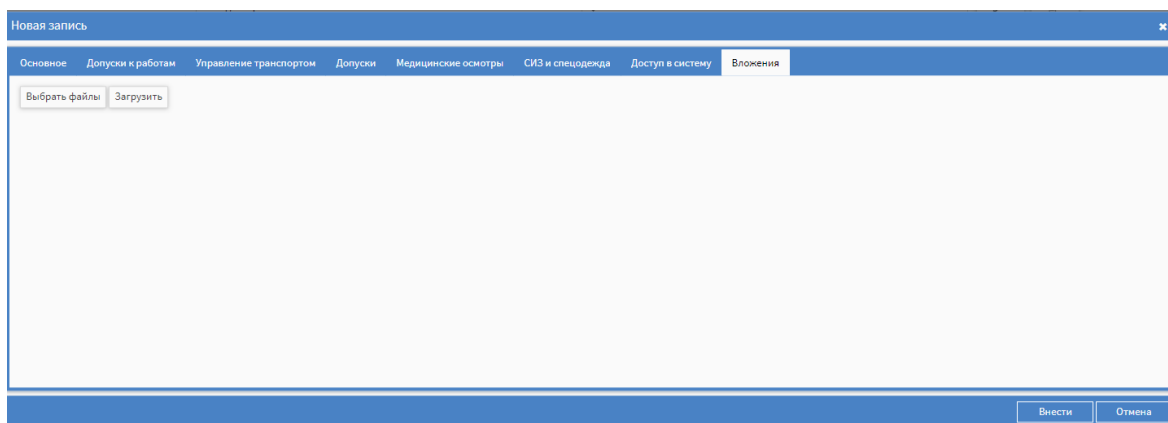 Новая запись
Основное Допуски к работам Управление транспортом Допуски Медицинские осмотры СИЗ и спецодежда Доступ в систему Вложения
Выбрать файлы Загрузить
Внести Отмена